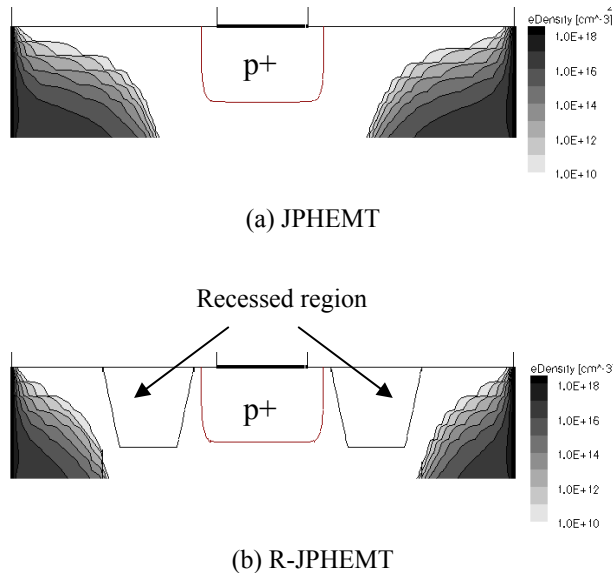 2
eDensity [cm^-3]
1.0E+18
1.0E+16
1.0E+14
1.0E+12
1.0E+10
p+
(a) JPHEMT
Recessed region
eDensity [cm^-3
1.0E+18
1.0E+16
1.0E+14
1.0E+12
1.0E+10
p+
(b) R-JPHEMT